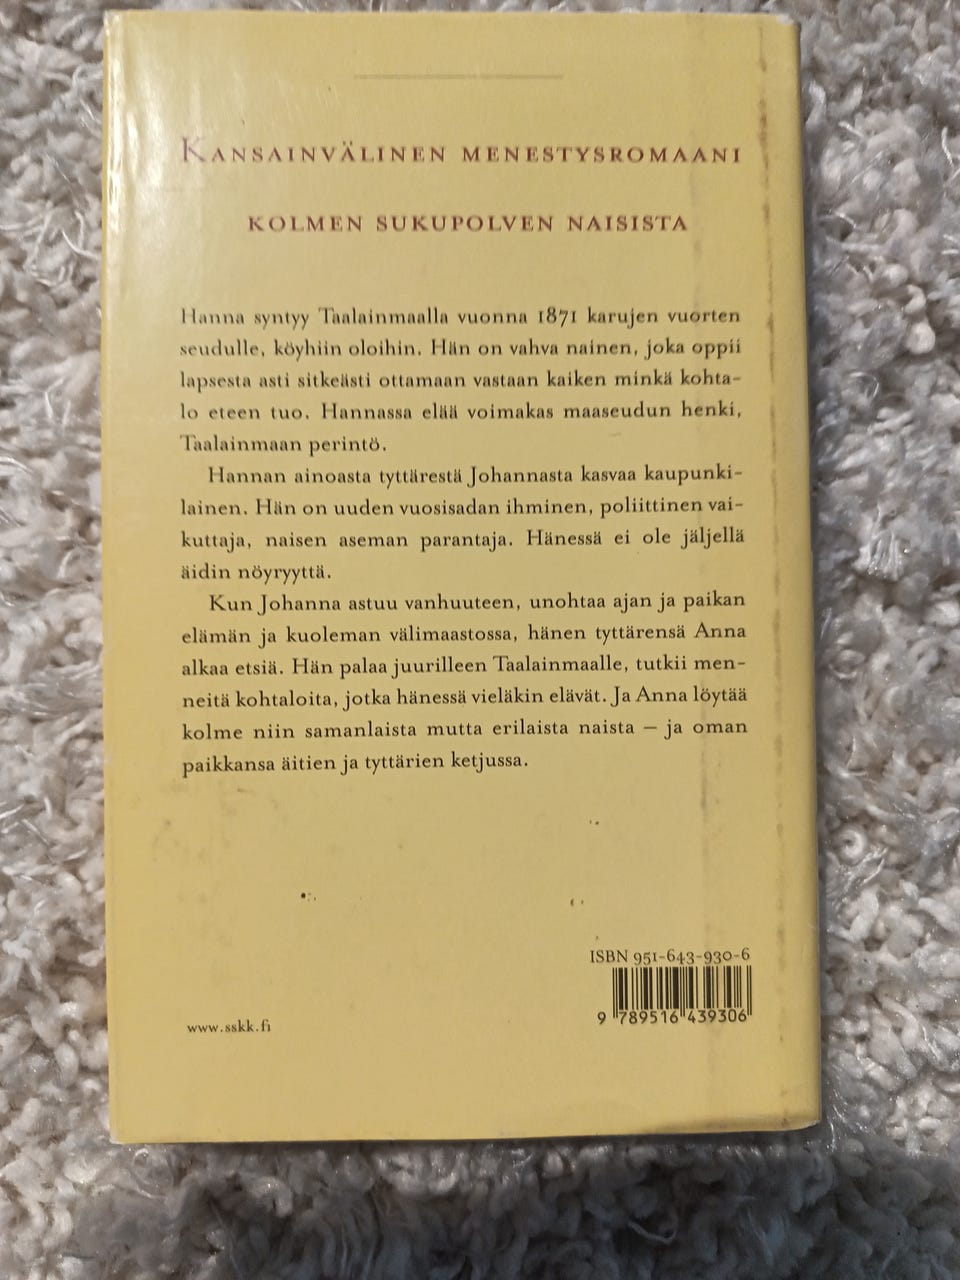 KANSAINVÄLINEN MENESTYSROMAANI
KOLMEN SUKUPOLVEN NAISISTA
Hanna syntyy Taalainmaalla vuonna 1871 karujen vuorten
seudulle, köyhiin oloihin. Hän on vahva nainen, joka oppii
lapsesta asti sitkeästi ottamaan vastaan kaiken minkä kohta-
lo eteen tuo. Hannassa elää voimakas maaseudun henki,
Taalainmaan perintö.
Hannan ainoasta tyttärestä Johannasta kasvaa kaupunki-
lainen. Hän on uuden vuosisadan ihminen, poliittinen vai-
kuttaja, naisen aseman parantaja. Hänessä ei ole jäljellä
äidin nöyryyttä.
Kun Johanna astuu vanhuuteen, unohtaa ajan ja paikan
elämän ja kuoleman välimaastossa, hänen tyttärensä Anna
alkaa etsiä. Hän palaa juurilleen Taalainmaalle, tutkii men-
neitä kohtaloita, jotka hänessä vieläkin elävät. Ja Anna löytää
kolme niin samanlaista mutta erilaista naista – ja oman
paikkansa äitien ja tyttärien ketjussa.
ISBN 951-643-930-6
9 789516 439306
www.sskk.fi